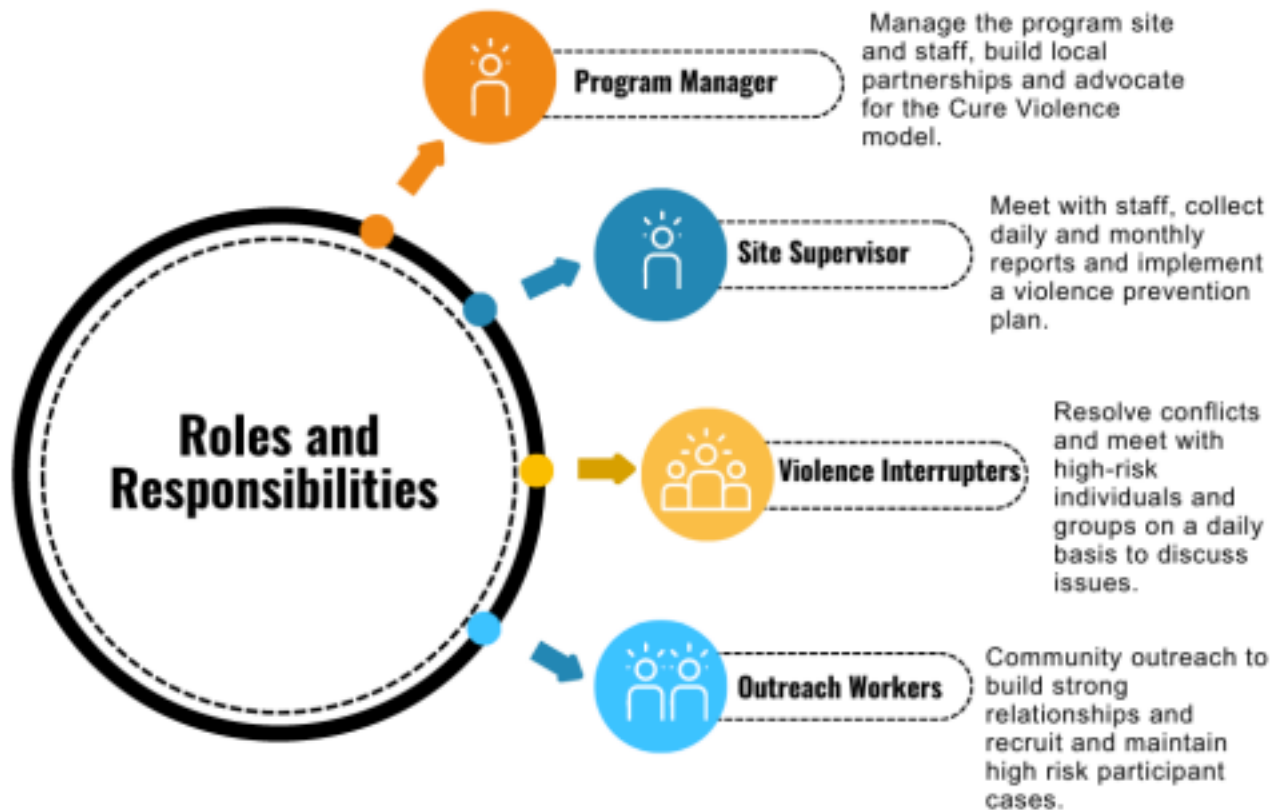 Manage the program site
and staff, build local
partnerships and advocate
for the Cure Violence
model.
Program Manager
Meet with staff, collect
daily and monthly
reports and implement
a violence prevention
plan.
Site Supervisor
Roles and
Responsibilities
Resolve conflicts
and meet with
high-risk
individuals and
groups on a daily
basis to discuss
issues.
Violence Interrupters
Community outreach to
build strong
relationships and
recruit and maintain
high risk participant
cases.
Outreach Workers